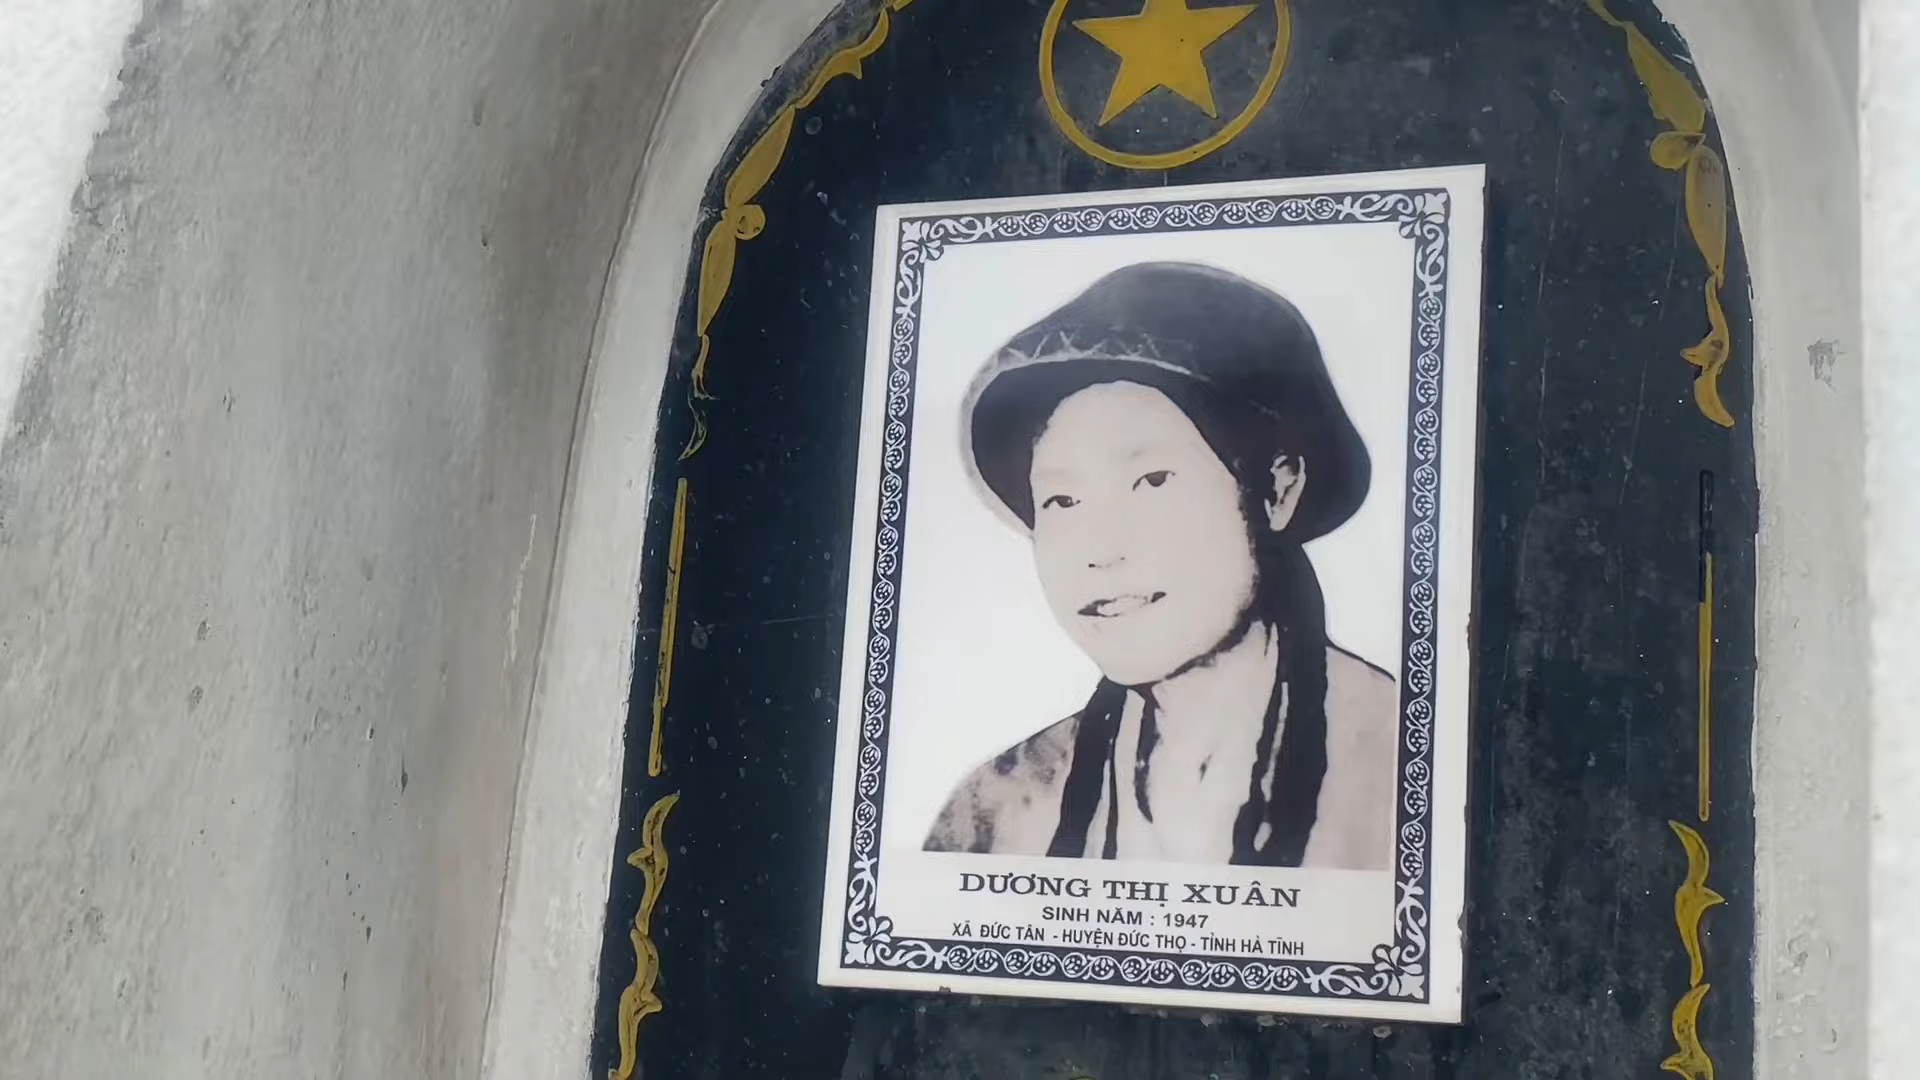 DƯƠNG THỊ XUÂN
SINH NĂM : 1947
XÃ ĐỨC TÂN - HUYỆN ĐỨC THỌ - TỈNH HÀ TĨNH